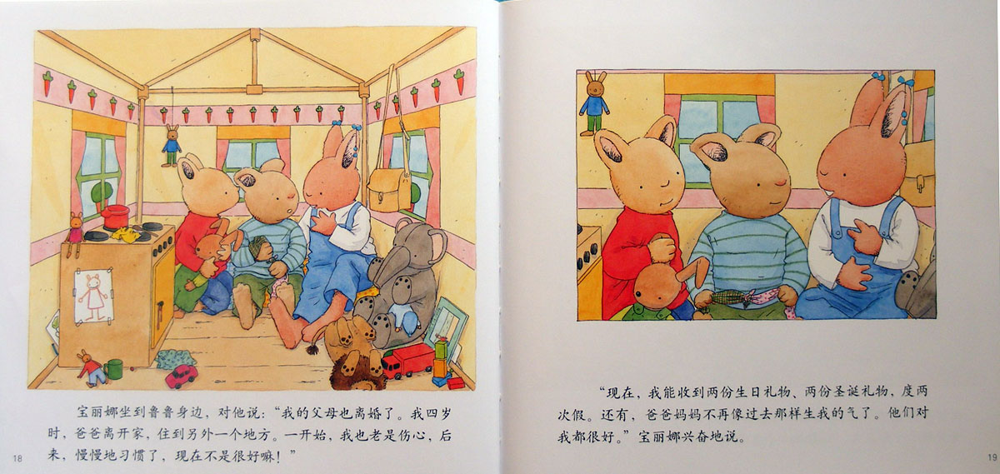 宝丽娜坐到鲁鲁身边，对他说：“我的父母也离婚了。我四岁
时，爸爸离开家，住到另外一个地方。一开始，我也老是伤心，后
来，慢慢地习惯了，现在不是很好嘛！”
18
“现在，我能收到两份生日礼物、两份圣诞礼物，度两
次假。还有，爸爸妈妈不再像过去那样生我的气了。他们对
我都很好。”宝丽娜兴奋地说。
19